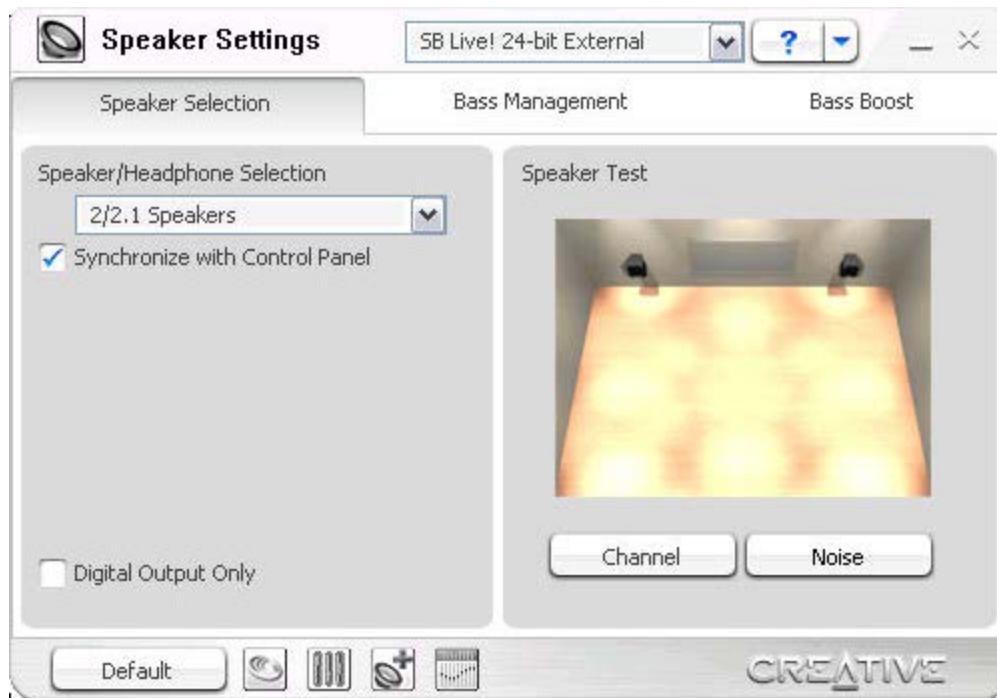 Speaker Settings
SB Live! 24-bit External
?
Speaker Selection
Bass Management
Bass Boost
Speaker/Headphone Selection
2/2.1 Speakers
Synchronize with Control Panel
Digital Output Only
Speaker Test
Channel
Noise
Default
CREATIVE